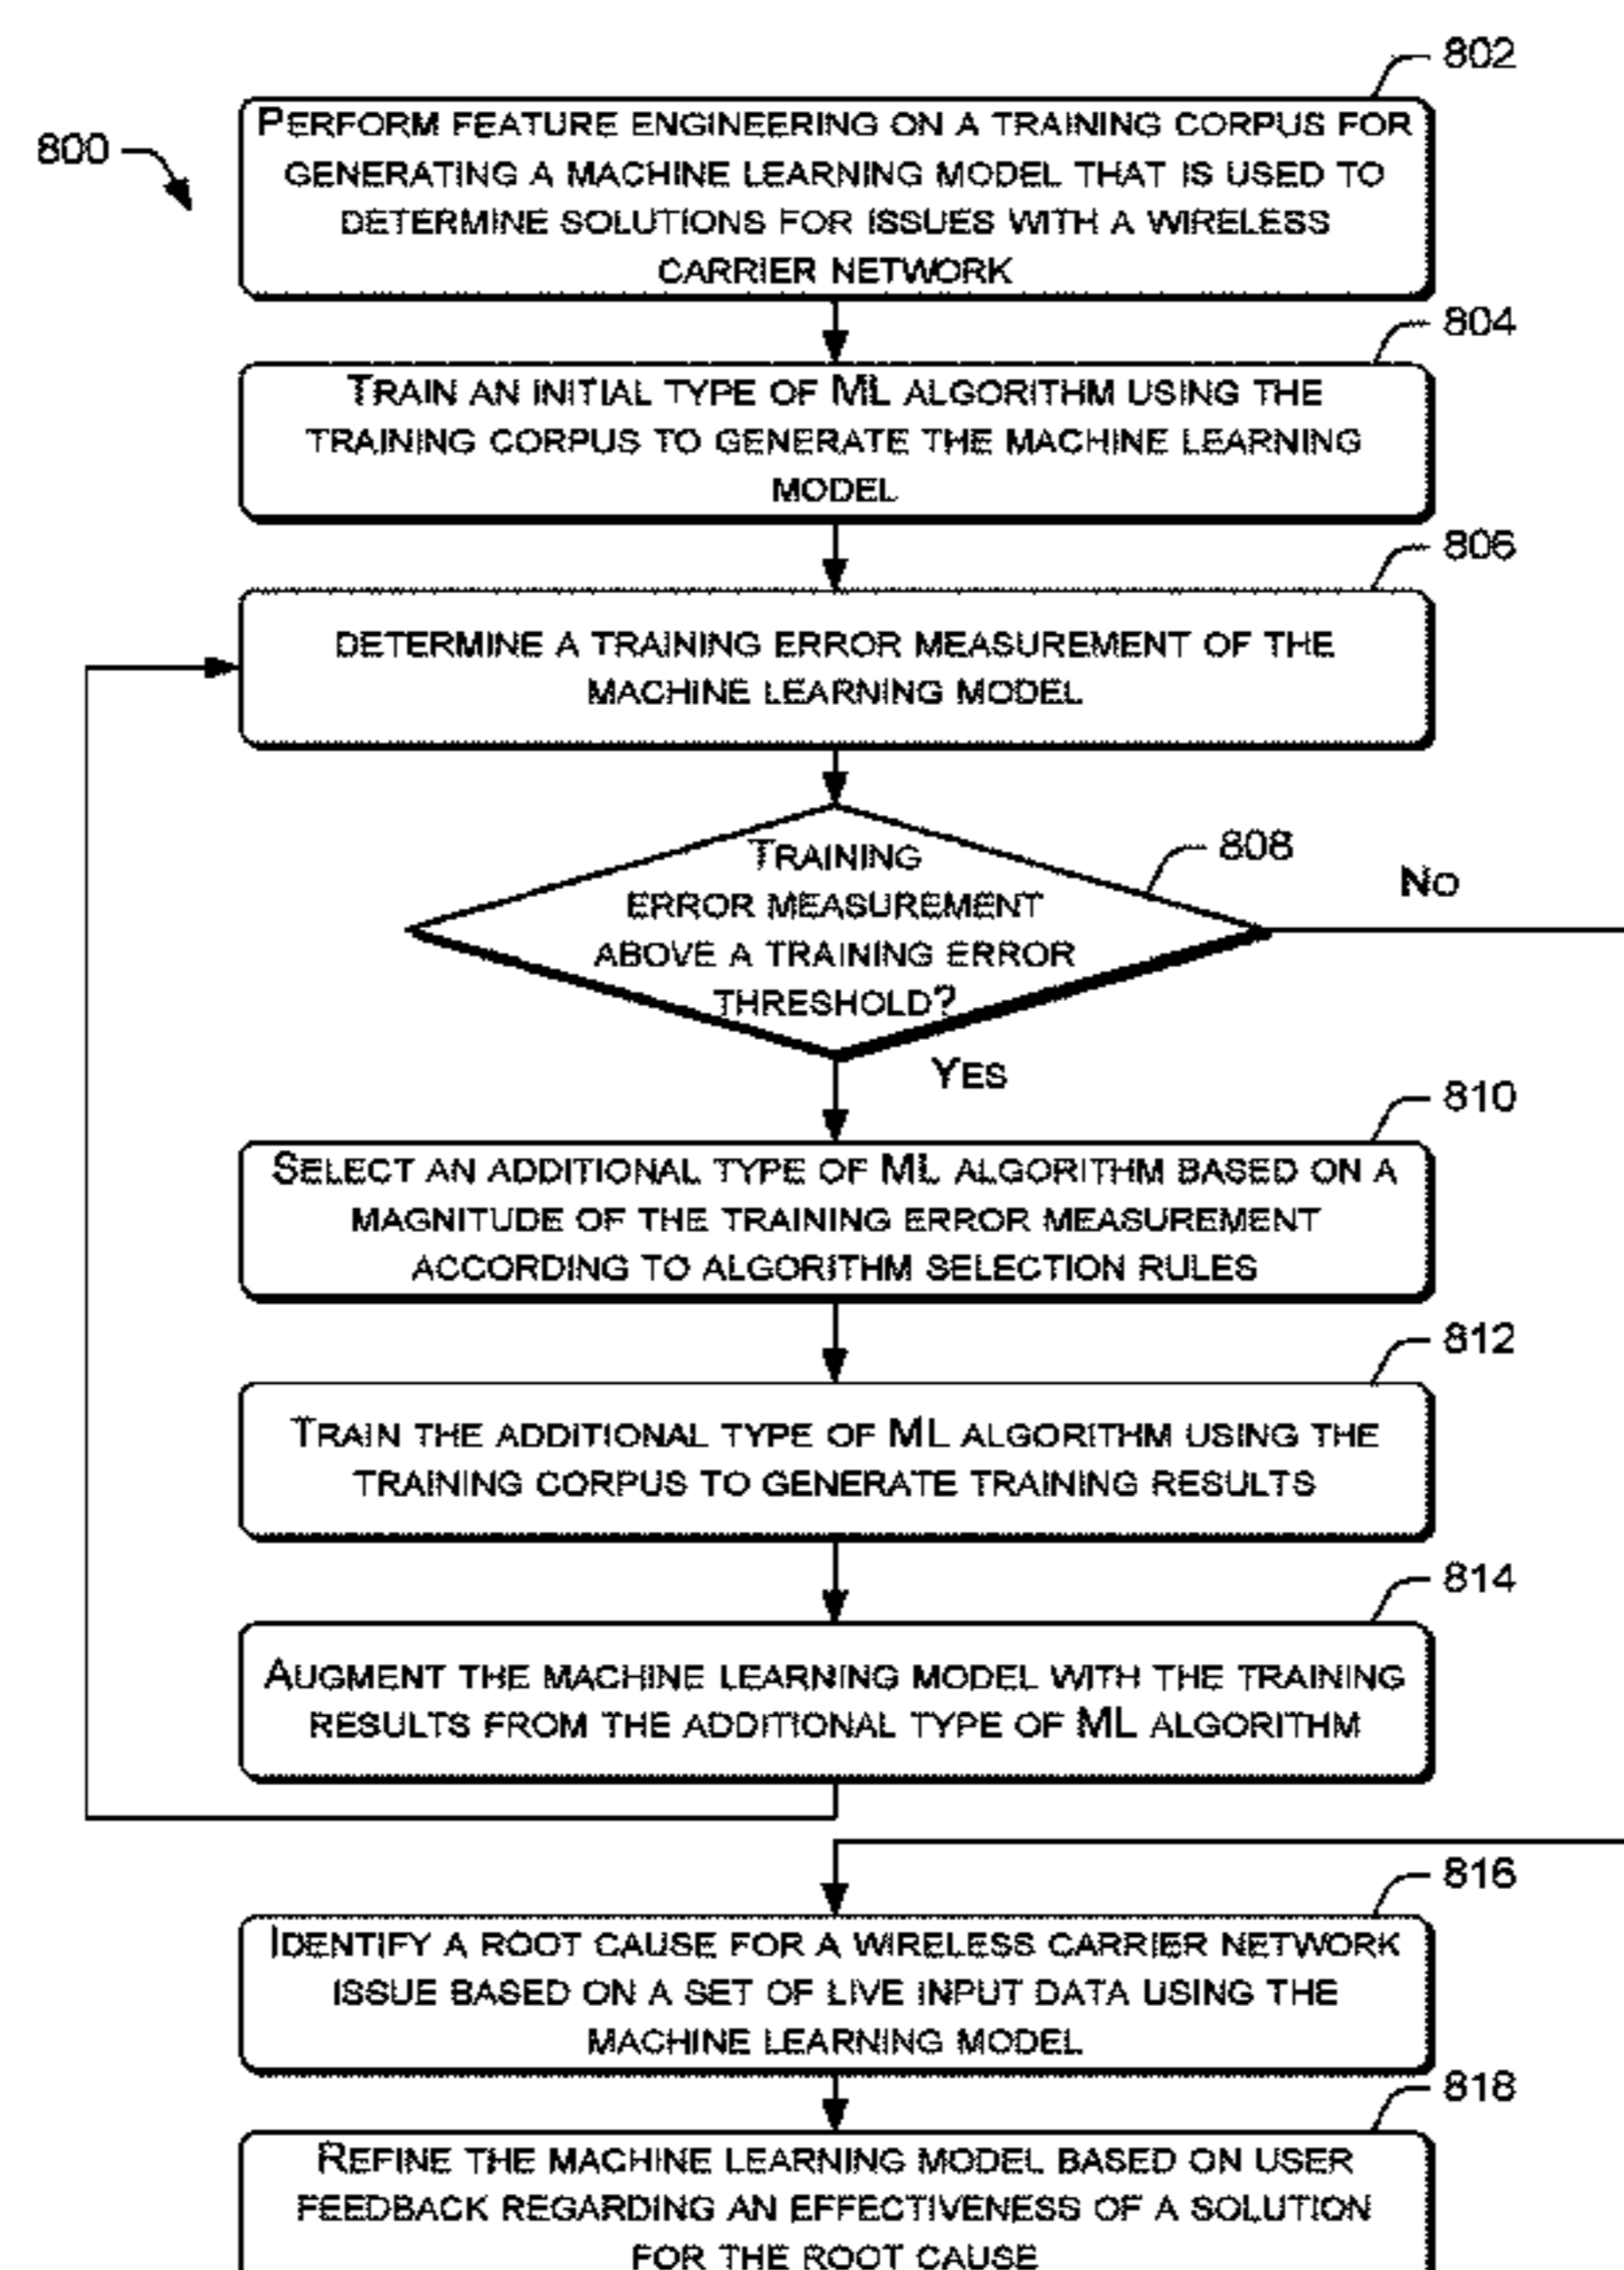 802
800
PERFORM FEATURE ENGINEERING ON A TRAINING CORPUS FOR
GENERATING A MACHINE LEARNING MODEL THAT IS USED TO
DETERMINE SOLUTIONS FOR ISSUES WITH A WIRELESS
CARRIER NETWORK
804
TRAIN AN INITIAL TYPE OF ML ALGORITHM USING THE
TRAINING CORPUS TO GENERATE THE MACHINE LEARNING
MODEL
806
DETERMINE A TRAINING ERROR MEASUREMENT OF THE
MACHINE LEARNING MODEL
808
TRAINING
ERROR MEASUREMENT
ABOVE A TRAINING ERROR
THRESHOLD?
NO
YES
810
SELECT AN ADDITIONAL TYPE OF ML ALGORITHM BASED ON A
MAGNITUDE OF THE TRAINING ERROR MEASUREMENT
ACCORDING TO ALGORITHM SELECTION RULES
812
TRAIN THE ADDITIONAL TYPE OF ML ALGORITHM USING THE
TRAINING CORPUS TO GENERATE TRAINING RESULTS
814
AUGMENT THE MACHINE LEARNING MODEL WITH THE TRAINING
RESULTS FROM THE ADDITIONAL TYPE OF ML ALGORITHM
816
IDENTIFY A ROOT CAUSE FOR A WIRELESS CARRIER NETWORK
ISSUE BASED ON A SET OF LIVE INPUT DATA USING THE
MACHINE LEARNING MODEL
818
REFINE THE MACHINE LEARNING MODEL BASED ON USER
FEEDBACK REGARDING AN EFFECTIVENESS OF A SOLUTION
FOR THE ROOT CAUSE